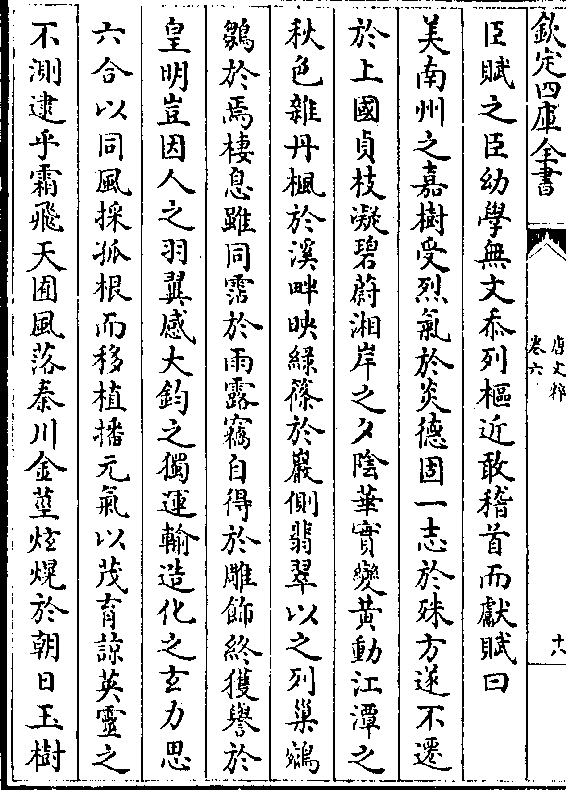 欽定四庫全書
唐文粹
卷六
十八
臣賦之臣幼學無文忝列樞近敢稽首而獻賦曰
美南州之嘉樹受烈氣於炎德固一志於殊方遂不遷
於上國貞枝凝碧蔚湘岸之夕陰華實變黃動江潭之
秋色雜丹楓於溪畔映綠篠於巖側翡翠以之列巢鵷
鶵於焉棲息雖同霑於雨露竊自得於雕飾終獲譽於
皇明豈因人之羽翼感大鈞之獨運輸造化之玄力思
六合以同風採孤根而移植播元氣以茂育諒英靈之
不測逮乎霜飛天囿風落秦川金莖炫熀於朝日玉樹